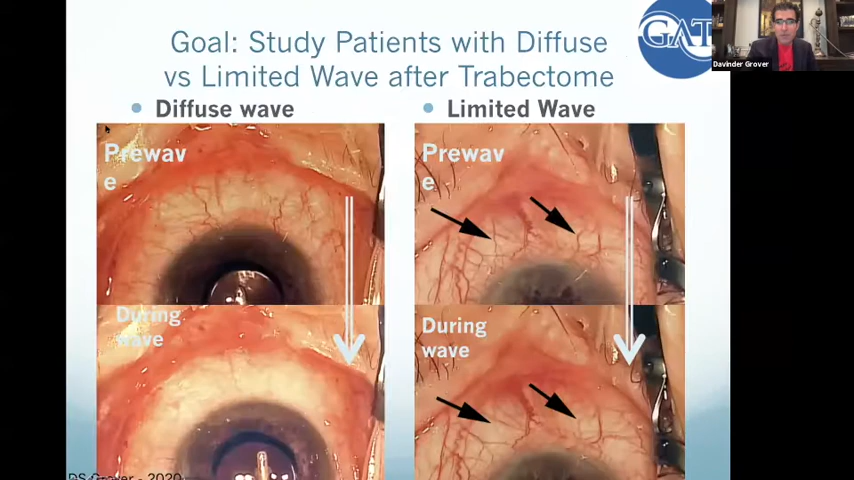 Goal: Study Patients with Diffuse
vs Limited Wave after Trabectome
GAT
Davinder Grover
• Diffuse wave
• Limited Wave
Prewav
e
Prewav
e
During
wave
During
wave
DS Grover - 2020